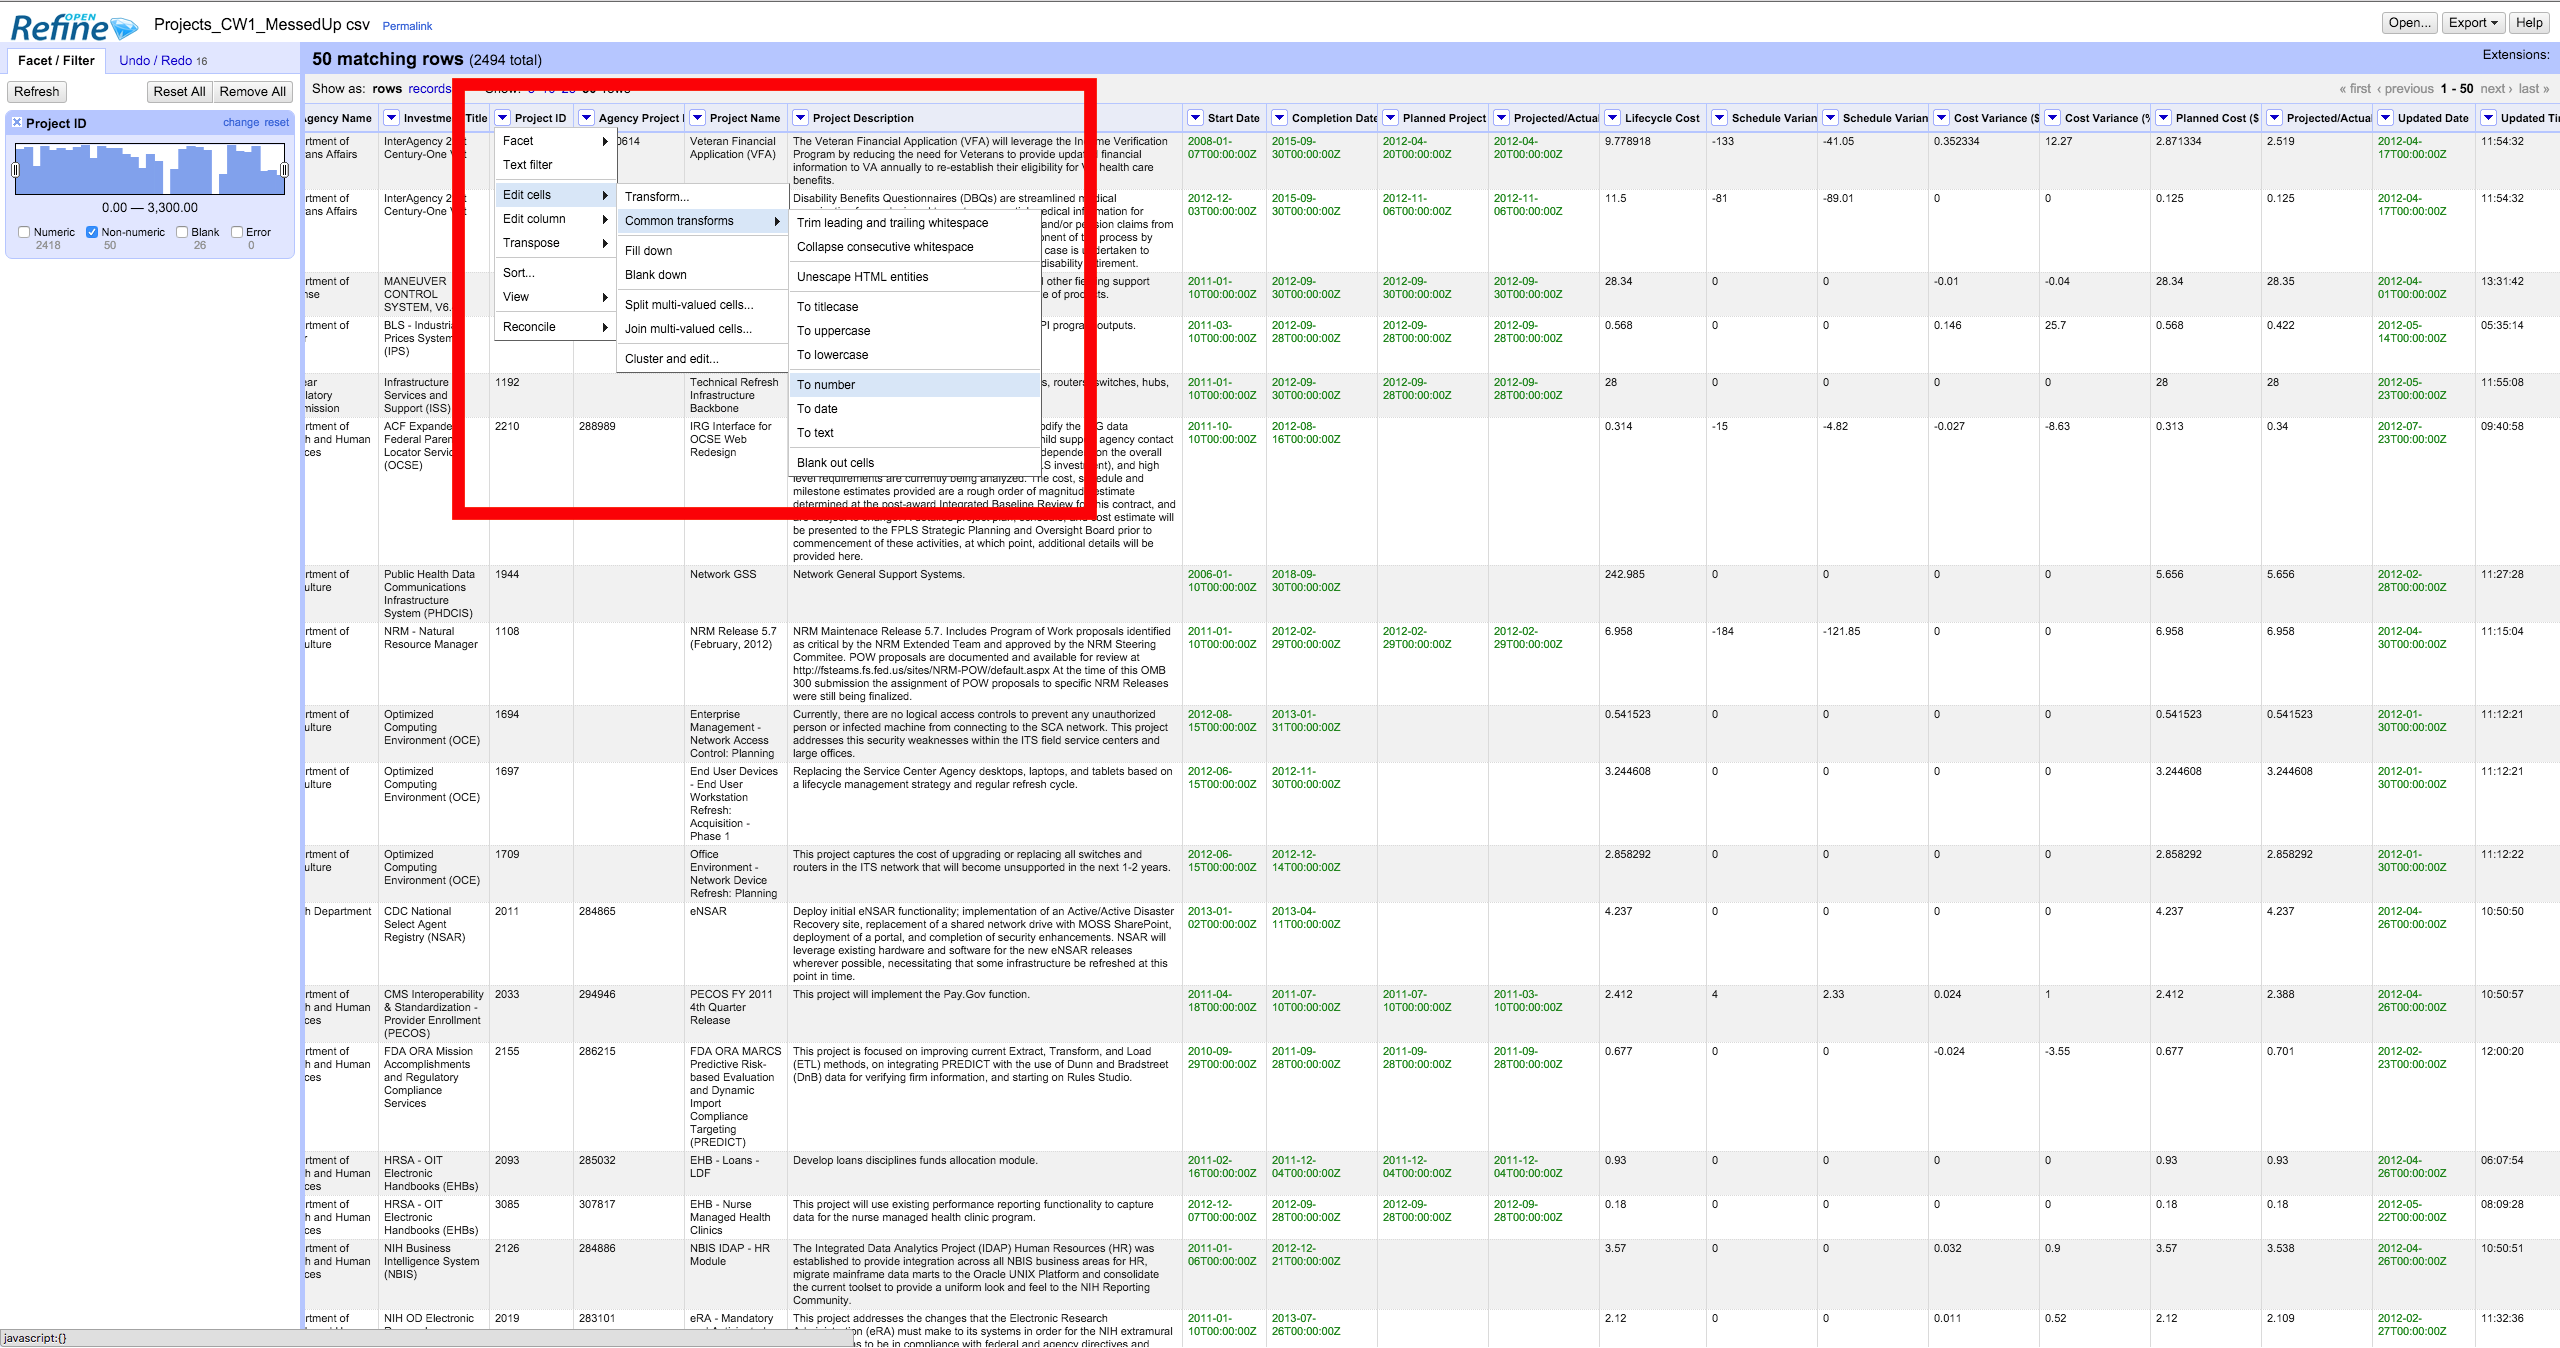 OPEN
Refine
Projects_CW1_MessedUp csv Permalink
Open... Export Help
Facet / Filter Undo / Redo 16
50 matching rows (2494 total)
Extensions:
Refresh Reset All Remove All
Show as: rows records
« first ‹ previous 1 - 50 next › last »
Project ID change reset
0.00 — 3,300.00
Numeric Non-numeric Blank Error
2418 50 26 0
Agency Name Investme Title Project ID Agency Project I Project Name Project Description Start Date Completion Date Planned Project Projected/Actua Lifecycle Cost Schedule Varian Schedule Varian Cost Variance ($ Cost Variance (% Planned Cost ($ Projected/Actua Updated Date Updated Ti
Facet
Text filter
Edit cells
Edit column
Transpose
Sort...
View
Reconcile
Transform...
Common transforms
Fill down
Blank down
Split multi-valued cells...
Join multi-valued cells...
Cluster and edit...
Trim leading and trailing whitespace
Collapse consecutive whitespace
Unescape HTML entities
To titlecase
To uppercase
To lowercase
To number
To date
To text
Blank out cells
rtment of
ans Affairs
InterAgency 2
Century-One V
0614
Veteran Financial
Application (VFA)
The Veteran Financial Application (VFA) will leverage the Income Verification
Program by reducing the need for Veterans to provide updated financial
information to VA annually to re-establish their eligibility for VA health care
benefits.
2008-01- 2015-09- 2012-04- 2012-04- 9.778918 -133 -41.05 0.352334 12.27 2.871334 2.519 2012-04- 11:54:32
07T00:00:00Z 30T00:00:00Z 20T00:00:00Z 20T00:00:00Z 17T00:00:00Z
rtment of
ans Affairs
InterAgency 2
Century-One V
Disability Benefits Questionnaires (DBQs) are streamlined medical
edical information for
and/or pension claims from
onent of the process by
case is undertaken to
disability retirement.
2012-12- 2015-09- 2012-11- 2012-11- 11.5 -81 -89.01 0 0 0.125 0.125 2012-04- 11:54:32
03T00:00:00Z 30T00:00:00Z 06T00:00:00Z 06T00:00:00Z 17T00:00:00Z
rtment of
nse
MANEUVER
CONTROL
SYSTEM, V6.
other fielding support
e of products.
2011-01- 2012-09- 2012-09- 2012-09- 28.34 0 0 -0.01 -0.04 28.34 28.35 2012-04- 13:31:42
10T00:00:00Z 30T00:00:00Z 30T00:00:00Z 30T00:00:00Z 01T00:00:00Z
rtment of
r
BLS - Industria
Prices System
(IPS)
PI program outputs.
2011-03- 2012-09- 2012-09- 2012-09- 0.568 0 0 0.146 25.7 0.568 0.422 2012-05- 05:35:14
10T00:00:00Z 28T00:00:00Z 28T00:00:00Z 28T00:00:00Z 14T00:00:00Z
ear
latory
mission
Infrastructure
Services and
Support (ISS)
1192
Technical Refresh
Infrastructure
Backbone
s, routers, switches, hubs,
2011-01- 2012-09- 2012-09- 2012-09- 28 0 0 0 0 28 28 2012-05- 11:55:08
10T00:00:00Z 30T00:00:00Z 28T00:00:00Z 28T00:00:00Z 23T00:00:00Z
rtment of
h and Human
ces
ACF Expande
Federal Paren
Locator Servic
(OCSE)
2210
288989
IRG Interface for
OCSE Web
Redesign
odify the IRG data
hild support agency contact
dependent on the overall
LS investment), and high
level requirements are currently being analyzed. The cost, schedule and
milestone estimates provided are a rough order of magnitude estimate
determined at the post-award Integrated Baseline Review for this contract, and
cost estimate will
be presented to the FPLS Strategic Planning and Oversight Board prior to
commencement of these activities, at which point, additional details will be
provided here.
2011-10- 2012-08- 0.314 -15 -4.82 -0.027 -8.63 0.313 0.34 2012-07- 09:40:58
10T00:00:00Z 16T00:00:00Z 23T00:00:00Z
rtment of
ulture
Public Health Data
Communications
Infrastructure
System (PHDCIS)
1944
Network GSS
Network General Support Systems.
2006-01- 2018-09- 242.985 0 0 0 0 5.656 5.656 2012-02- 11:27:28
10T00:00:00Z 30T00:00:00Z 28T00:00:00Z
rtment of
ulture
NRM - Natural
Resource Manager
1108
NRM Release 5.7
(February, 2012)
NRM Maintenace Release 5.7. Includes Program of Work proposals identified
as critical by the NRM Extended Team and approved by the NRM Steering
Commitee. POW proposals are documented and available for review at
http://fsteams.fs.fed.us/sites/NRM-POW/default.aspx At the time of this OMB
300 submission the assignment of POW proposals to specific NRM Releases
were still being finalized.
2011-01- 2012-02- 2012-02- 2012-02- 6.958 -184 -121.85 0 0 6.958 6.958 2012-04- 11:15:04
10T00:00:00Z 29T00:00:00Z 29T00:00:00Z 29T00:00:00Z 30T00:00:00Z
rtment of
ulture
Optimized
Computing
Environment (OCE)
1694
Enterprise
Management -
Network Access
Control: Planning
Currently, there are no logical access controls to prevent any unauthorized
person or infected machine from connecting to the SCA network. This project
addresses this security weaknesses within the ITS field service centers and
large offices.
2012-08- 2013-01- 0.541523 0 0 0 0 0.541523 0.541523 2012-01- 11:12:21
15T00:00:00Z 31T00:00:00Z 30T00:00:00Z
rtment of
ulture
Optimized
Computing
Environment (OCE)
1697
End User Devices
- End User
Workstation
Refresh:
Acquisition -
Phase 1
Replacing the Service Center Agency desktops, laptops, and tablets based on
a lifecycle management strategy and regular refresh cycle.
2012-06- 2012-11- 3.244608 0 0 0 0 3.244608 3.244608 2012-01- 11:12:21
15T00:00:00Z 30T00:00:00Z 30T00:00:00Z
rtment of
ulture
Optimized
Computing
Environment (OCE)
1709
Office
Environment -
Network Device
Refresh: Planning
This project captures the cost of upgrading or replacing all switches and
routers in the ITS network that will become unsupported in the next 1-2 years.
2012-06- 2012-12- 2.858292 0 0 0 0 2.858292 2.858292 2012-01- 11:12:22
15T00:00:00Z 14T00:00:00Z 30T00:00:00Z
h Department
CDC National
Select Agent
Registry (NSAR)
2011
284865
eNSAR
Deploy initial eNSAR functionality; implementation of an Active/Active Disaster
Recovery site, replacement of a shared network drive with MOSS SharePoint,
deployment of a portal, and completion of security enhancements. NSAR will
leverage existing hardware and software for the new eNSAR releases
wherever possible, necessitating that some infrastructure be refreshed at this
point in time.
2013-01- 2013-04- 4.237 0 0 0 0 4.237 4.237 2012-04- 10:50:50
02T00:00:00Z 11T00:00:00Z 26T00:00:00Z
rtment of
h and Human
ces
CMS Interoperability
& Standardization -
Provider Enrollment
(PECOS)
2033
294946
PECOS FY 2011
4th Quarter
Release
This project will implement the Pay.Gov function.
2011-04- 2011-07- 2011-07- 2011-03- 2.412 4 2.33 0.024 1 2.412 2.388 2012-04- 10:50:57
18T00:00:00Z 10T00:00:00Z 10T00:00:00Z 10T00:00:00Z 26T00:00:00Z
rtment of
h and Human
ces
FDA ORA Mission
Accomplishments
and Regulatory
Compliance
Services
2155
286215
FDA ORA MARCS
Predictive Risk-
based Evaluation
and Dynamic
Import
Compliance
Targeting
(PREDICT)
This project is focused on improving current Extract, Transform, and Load
(ETL) methods, on integrating PREDICT with the use of Dunn and Bradstreet
(DnB) data for verifying firm information, and starting on Rules Studio.
2010-09- 2011-09- 2011-09- 2011-09- 0.677 0 0 -0.024 -3.55 0.677 0.701 2012-02- 12:00:20
29T00:00:00Z 28T00:00:00Z 28T00:00:00Z 28T00:00:00Z 23T00:00:00Z
rtment of
h and Human
ces
HRSA - OIT
Electronic
Handbooks (EHBs)
2093
285032
EHB - Loans -
LDF
Develop loans disciplines funds allocation module.
2011-02- 2011-12- 2011-12- 2011-12- 0.93 0 0 0 0 0.93 0.93 2012-04- 06:07:54
16T00:00:00Z 04T00:00:00Z 04T00:00:00Z 04T00:00:00Z 26T00:00:00Z
rtment of
h and Human
ces
HRSA - OIT
Electronic
Handbooks (EHBs)
3085
307817
EHB - Nurse
Managed Health
Clinics
This project will use existing performance reporting functionality to capture
data for the nurse managed health clinic program.
2012-12- 2012-09- 2012-09- 2012-09- 0.18 0 0 0 0 0.18 0.18 2012-05- 08:09:28
07T00:00:00Z 28T00:00:00Z 28T00:00:00Z 28T00:00:00Z 22T00:00:00Z
rtment of
h and Human
ces
NIH Business
Intelligence System
(NBIS)
2126
284886
NBIS IDAP - HR
Module
The Integrated Data Analytics Project (IDAP) Human Resources (HR) was
established to provide integration across all NBIS business areas for HR,
migrate mainframe data marts to the Oracle UNIX Platform and consolidate
the current toolset to provide a uniform look and feel to the NIH Reporting
Community.
2011-01- 2012-12- 3.57 0 0 0.032 0.9 3.57 3.538 2012-04- 10:50:51
06T00:00:00Z 21T00:00:00Z 26T00:00:00Z
rtment of
NIH OD Electronic
2019
283101
eRA - Mandatory
This project addresses the changes that the Electronic Research
(eRA) must make to its systems in order for the NIH extramural
as to be in compliance with federal and agency directives and
2011-01- 2013-07- 2.12 0 0 0.011 0.52 2.12 2.109 2012-02- 11:32:36
10T00:00:00Z 26T00:00:00Z 27T00:00:00Z
javascript:{}